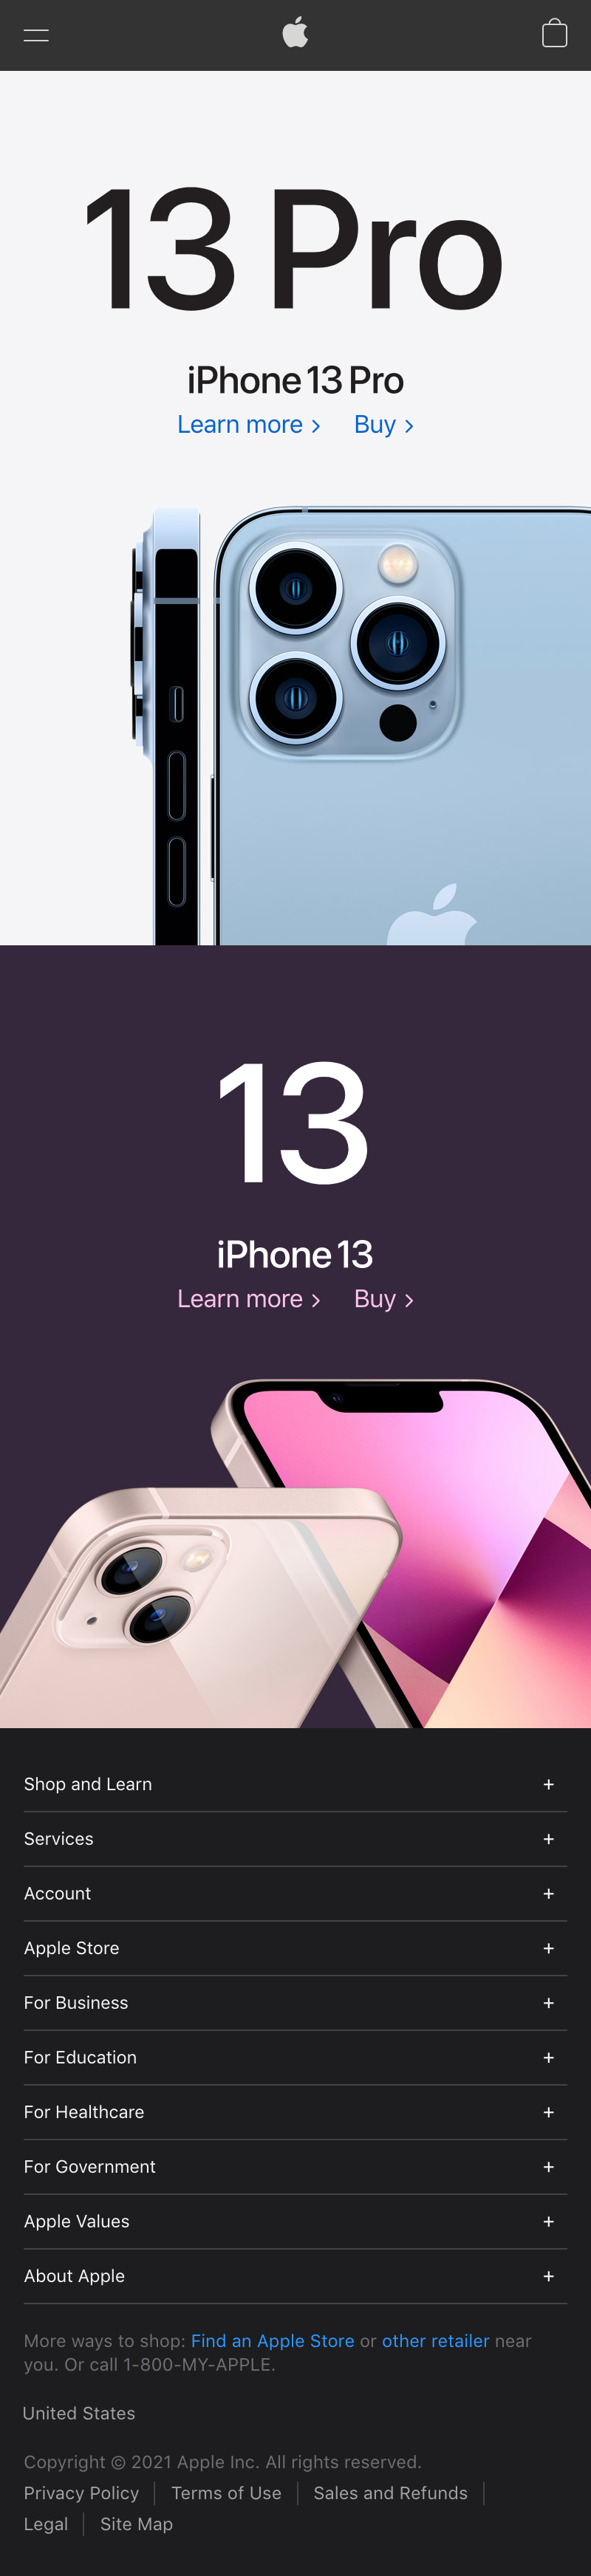 13 Pro
iPhone 13 Pro
Learn more > Buy >
13
iPhone 13
Learn more > Buy >
Shop and Learn +
Services +
Account +
Apple Store +
For Business +
For Education +
For Healthcare +
For Government +
Apple Values +
About Apple +
More ways to shop: Find an Apple Store or other retailer near
you. Or call 1-800-MY-APPLE.
United States
Copyright © 2021 Apple Inc. All rights reserved.
Privacy Policy | Terms of Use | Sales and Refunds |
Legal | Site Map